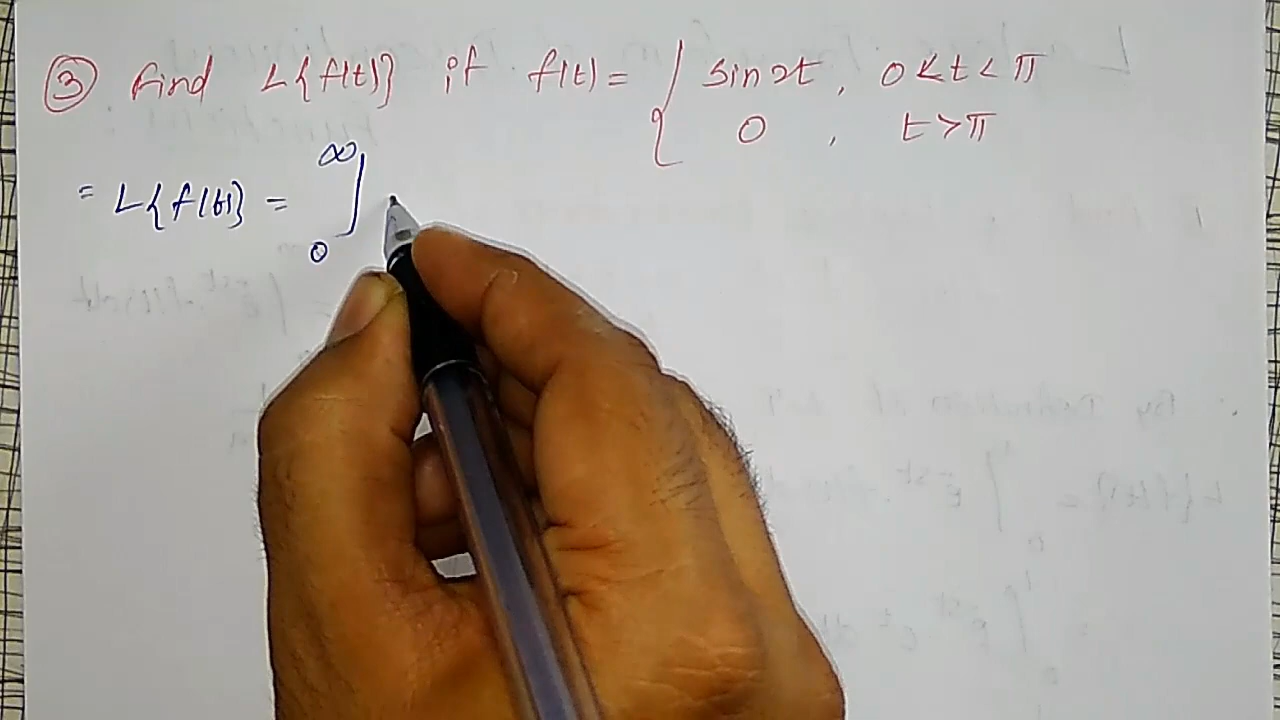 ③ Find L{f(t)} if f(t) = { sin2t, 0<t<π
0, t>π
= L{f(t)} = ∫₀^∞